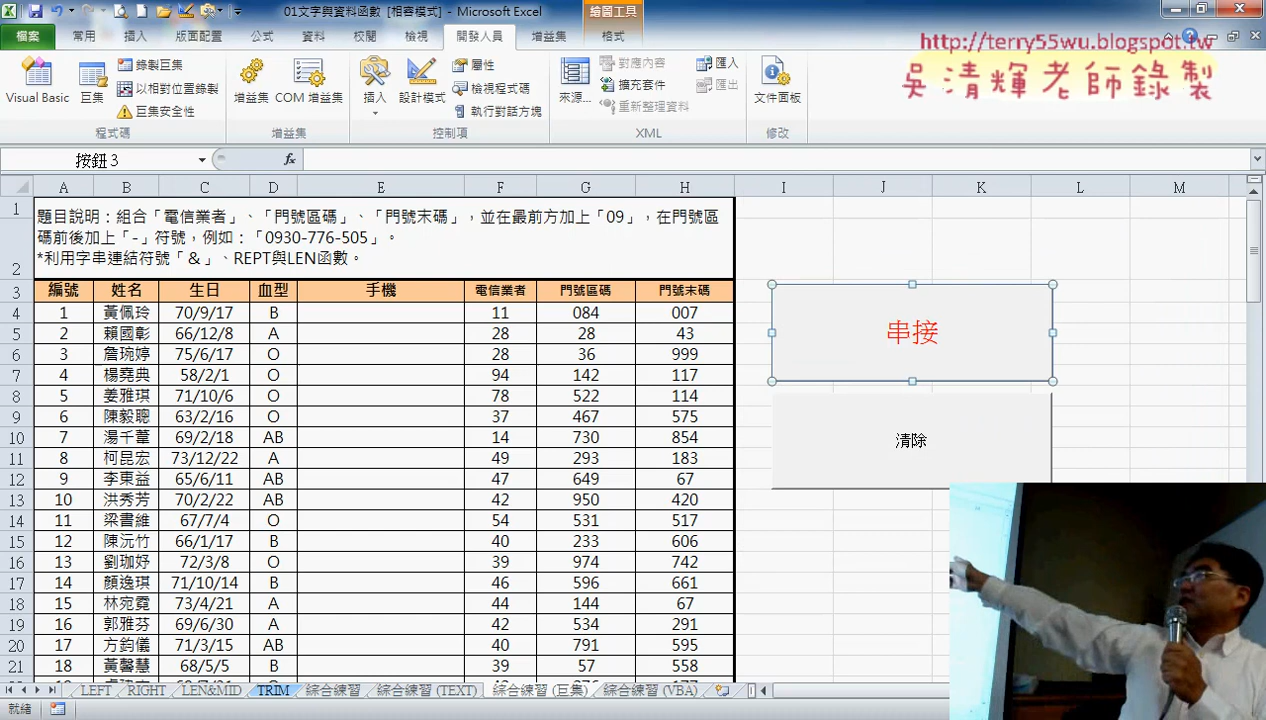 01文字與資料函數 [相容模式] - Microsoft Excel
繪圖工具
檔案 常用 插入 版面配置 公式 資料 校閱 檢視 開發人員 增益集 格式
http://terry55wu.blogspot.tw
吳清輝老師錄製
Visual Basic 巨集 錄製巨集 以相對位置錄製 巨集安全性
增益集 COM 增益集
插入 設計模式 屬性 檢視程式碼 執行對話方塊
來源... 對應內容 擴充套件 重新整理資料 匯入 匯出
文件面板
程式碼 增益集 控制項 XML 修改
按鈕 3 fx
A B C D E F G H I J K L M
題目說明：組合「電信業者」、「門號區碼」、「門號末碼」，並在最前方加上「09」，在門號區
碼前後加上「-」符號，例如：「0930-776-505」。
*利用字串連結符號「&」、REPT與LEN函數。
1
2
3 編號 姓名 生日 血型 手機 電信業者 門號區碼 門號末碼
4 1 黃佩玲 70/9/17 B 11 084 007
5 2 賴國彰 66/12/8 A 28 28 43
6 3 詹琬婷 75/6/17 O 28 36 999
7 4 楊堯典 58/2/1 O 94 142 117
8 5 姜雅琪 71/10/6 O 78 522 114
9 6 陳毅聰 63/2/16 O 37 467 575
10 7 湯千葦 69/2/18 AB 14 730 854
11 8 柯昆宏 73/12/22 A 49 293 183
12 9 李東益 65/6/11 AB 47 649 67
13 10 洪秀芳 70/2/22 AB 42 950 420
14 11 梁書維 67/7/4 O 54 531 517
15 12 陳沅竹 66/1/17 B 40 233 606
16 13 劉珈妤 72/3/8 O 39 974 742
17 14 顏逸琪 71/10/14 B 46 596 661
18 15 林宛霓 73/4/21 A 44 144 67
19 16 郭雅芬 69/6/30 A 42 534 291
20 17 方鈞儀 71/3/15 AB 40 791 595
21 18 黃馨慧 68/5/5 B 39 57 558
串接
清除
LEFT RIGHT LEN&MID TRIM 綜合練習 綜合練習 (TEXT) 綜合練習 (巨集) 綜合練習 (VBA)
就緒